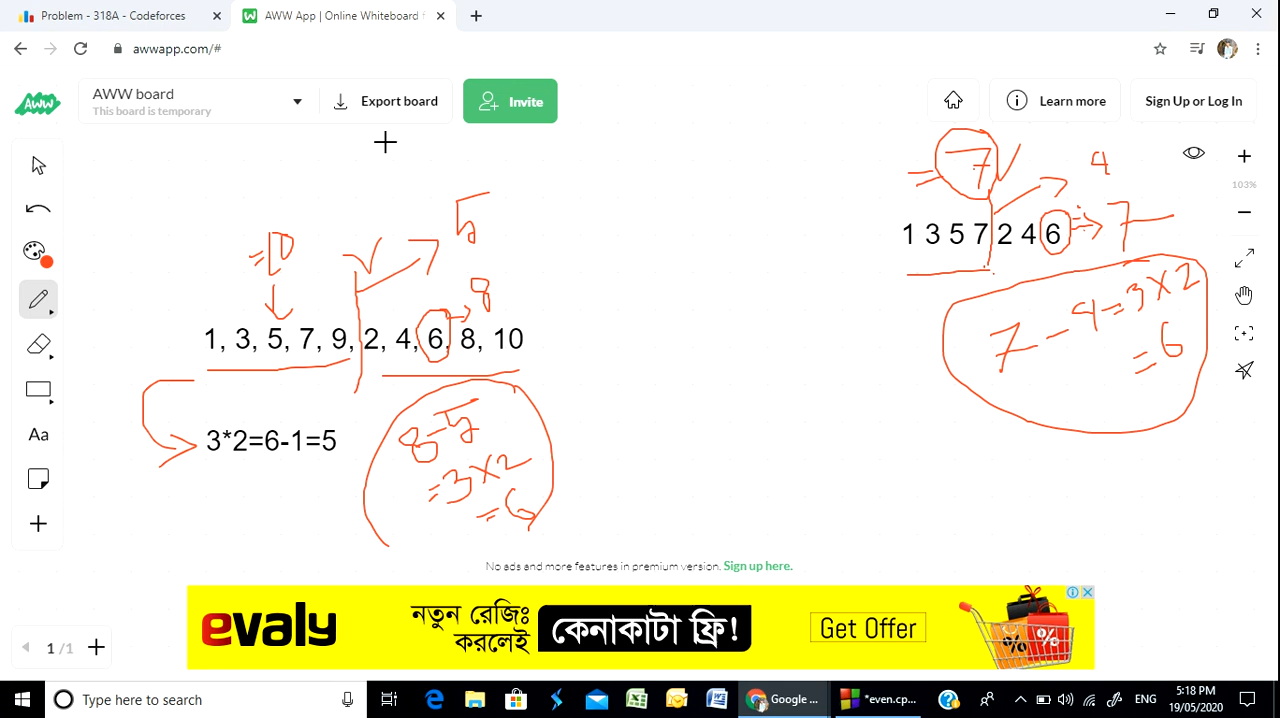 Problem - 318A - Codeforces
AWW App | Online Whiteboard f
awwapp.com/#
AWW
AWW board
This board is temporary
Export board
Invite
Learn more
Sign Up or Log In
103%
= 7
4
1 3 5 7 2 4 6
=> 7
7 - 4 = 3 x 2
= 6
5
= 10
8
1, 3, 5, 7, 9, 2, 4, 6, 8, 10
3*2=6-1=5
8 - 5
= 3 x 2
= 6
Aa
No ads and more features in premium version. Sign up here.
evaly
নতুন রেজিঃ
করলেই
কেনাকাটা ফ্রি!
Get Offer
%
%
1 /1
Type here to search
Google ...
*even.cp...
ENG
5:18 PM
19/05/2020